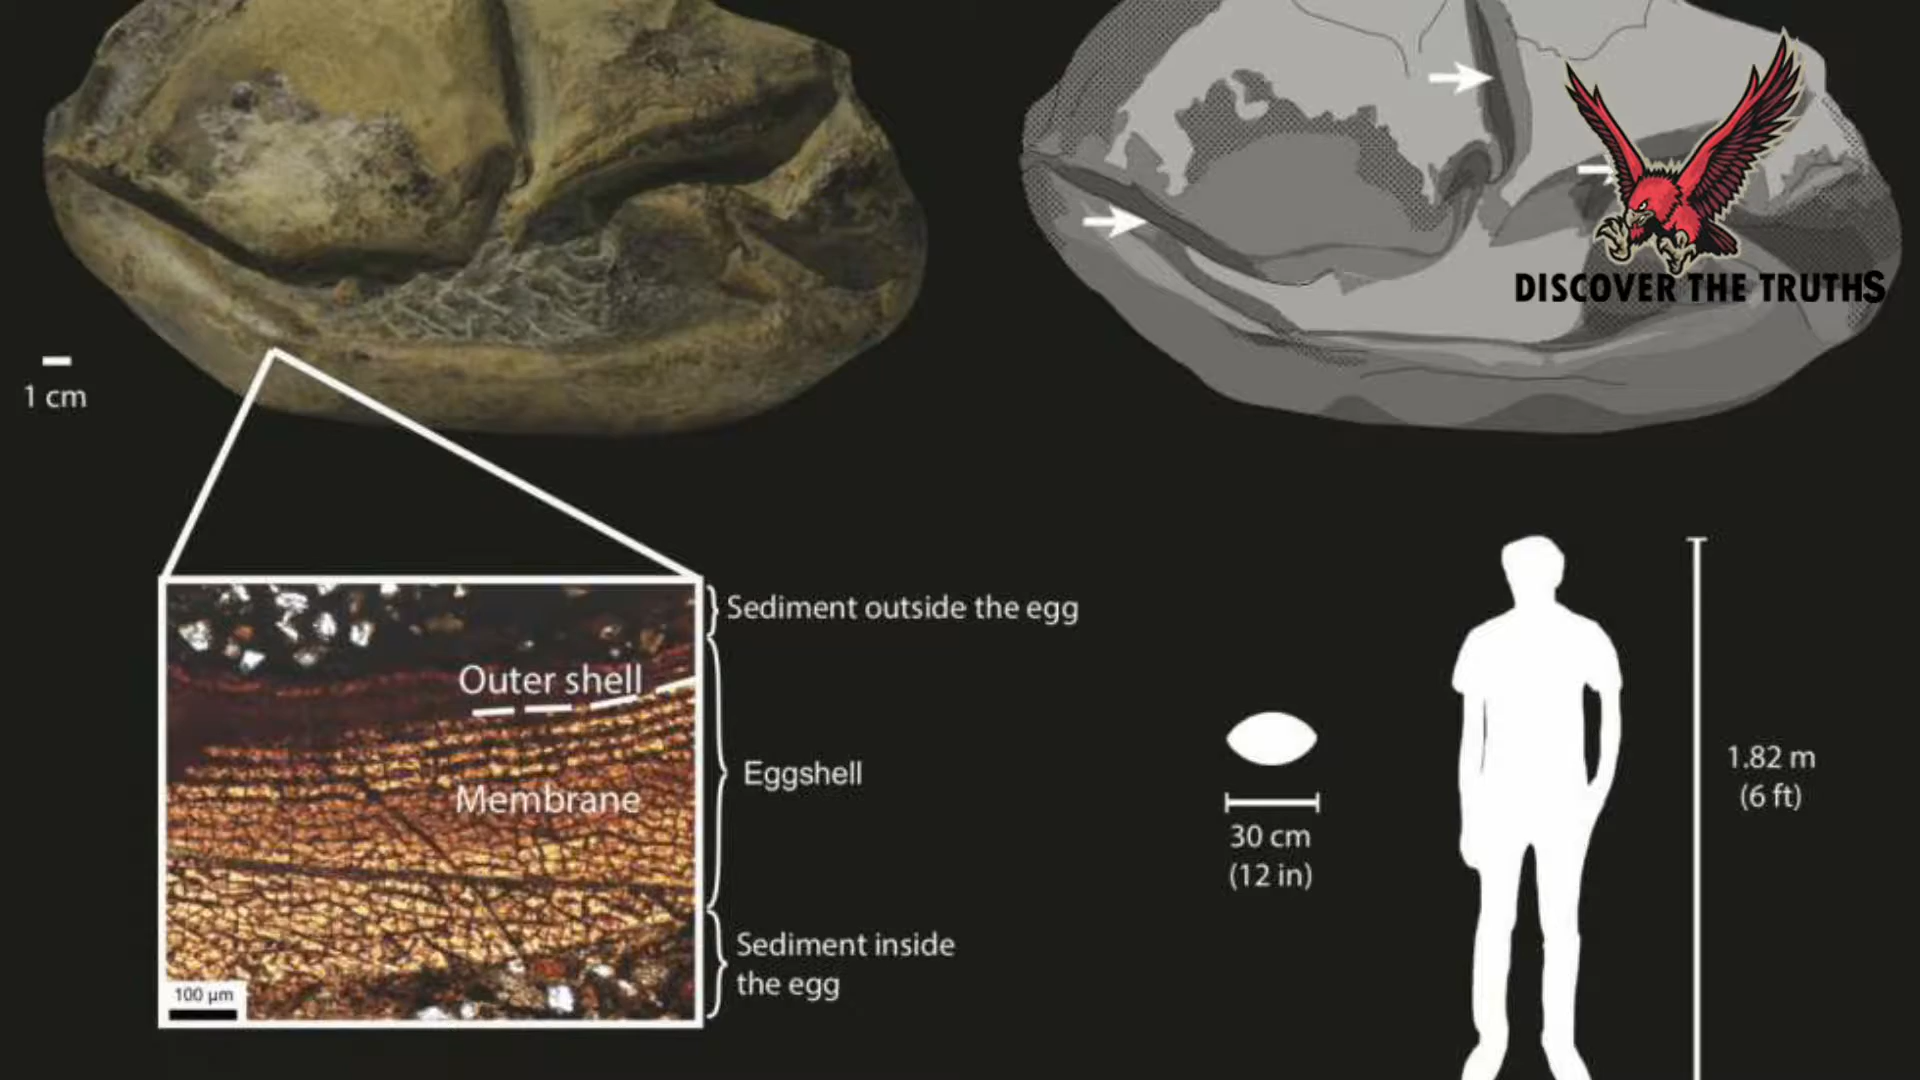 DISCOVER THE TRUTHS
1 cm
Sediment outside the egg
Outer shell
Eggshell
Membrane
Sediment inside
the egg
100 µm
30 cm
(12 in)
1.82 m
(6 ft)